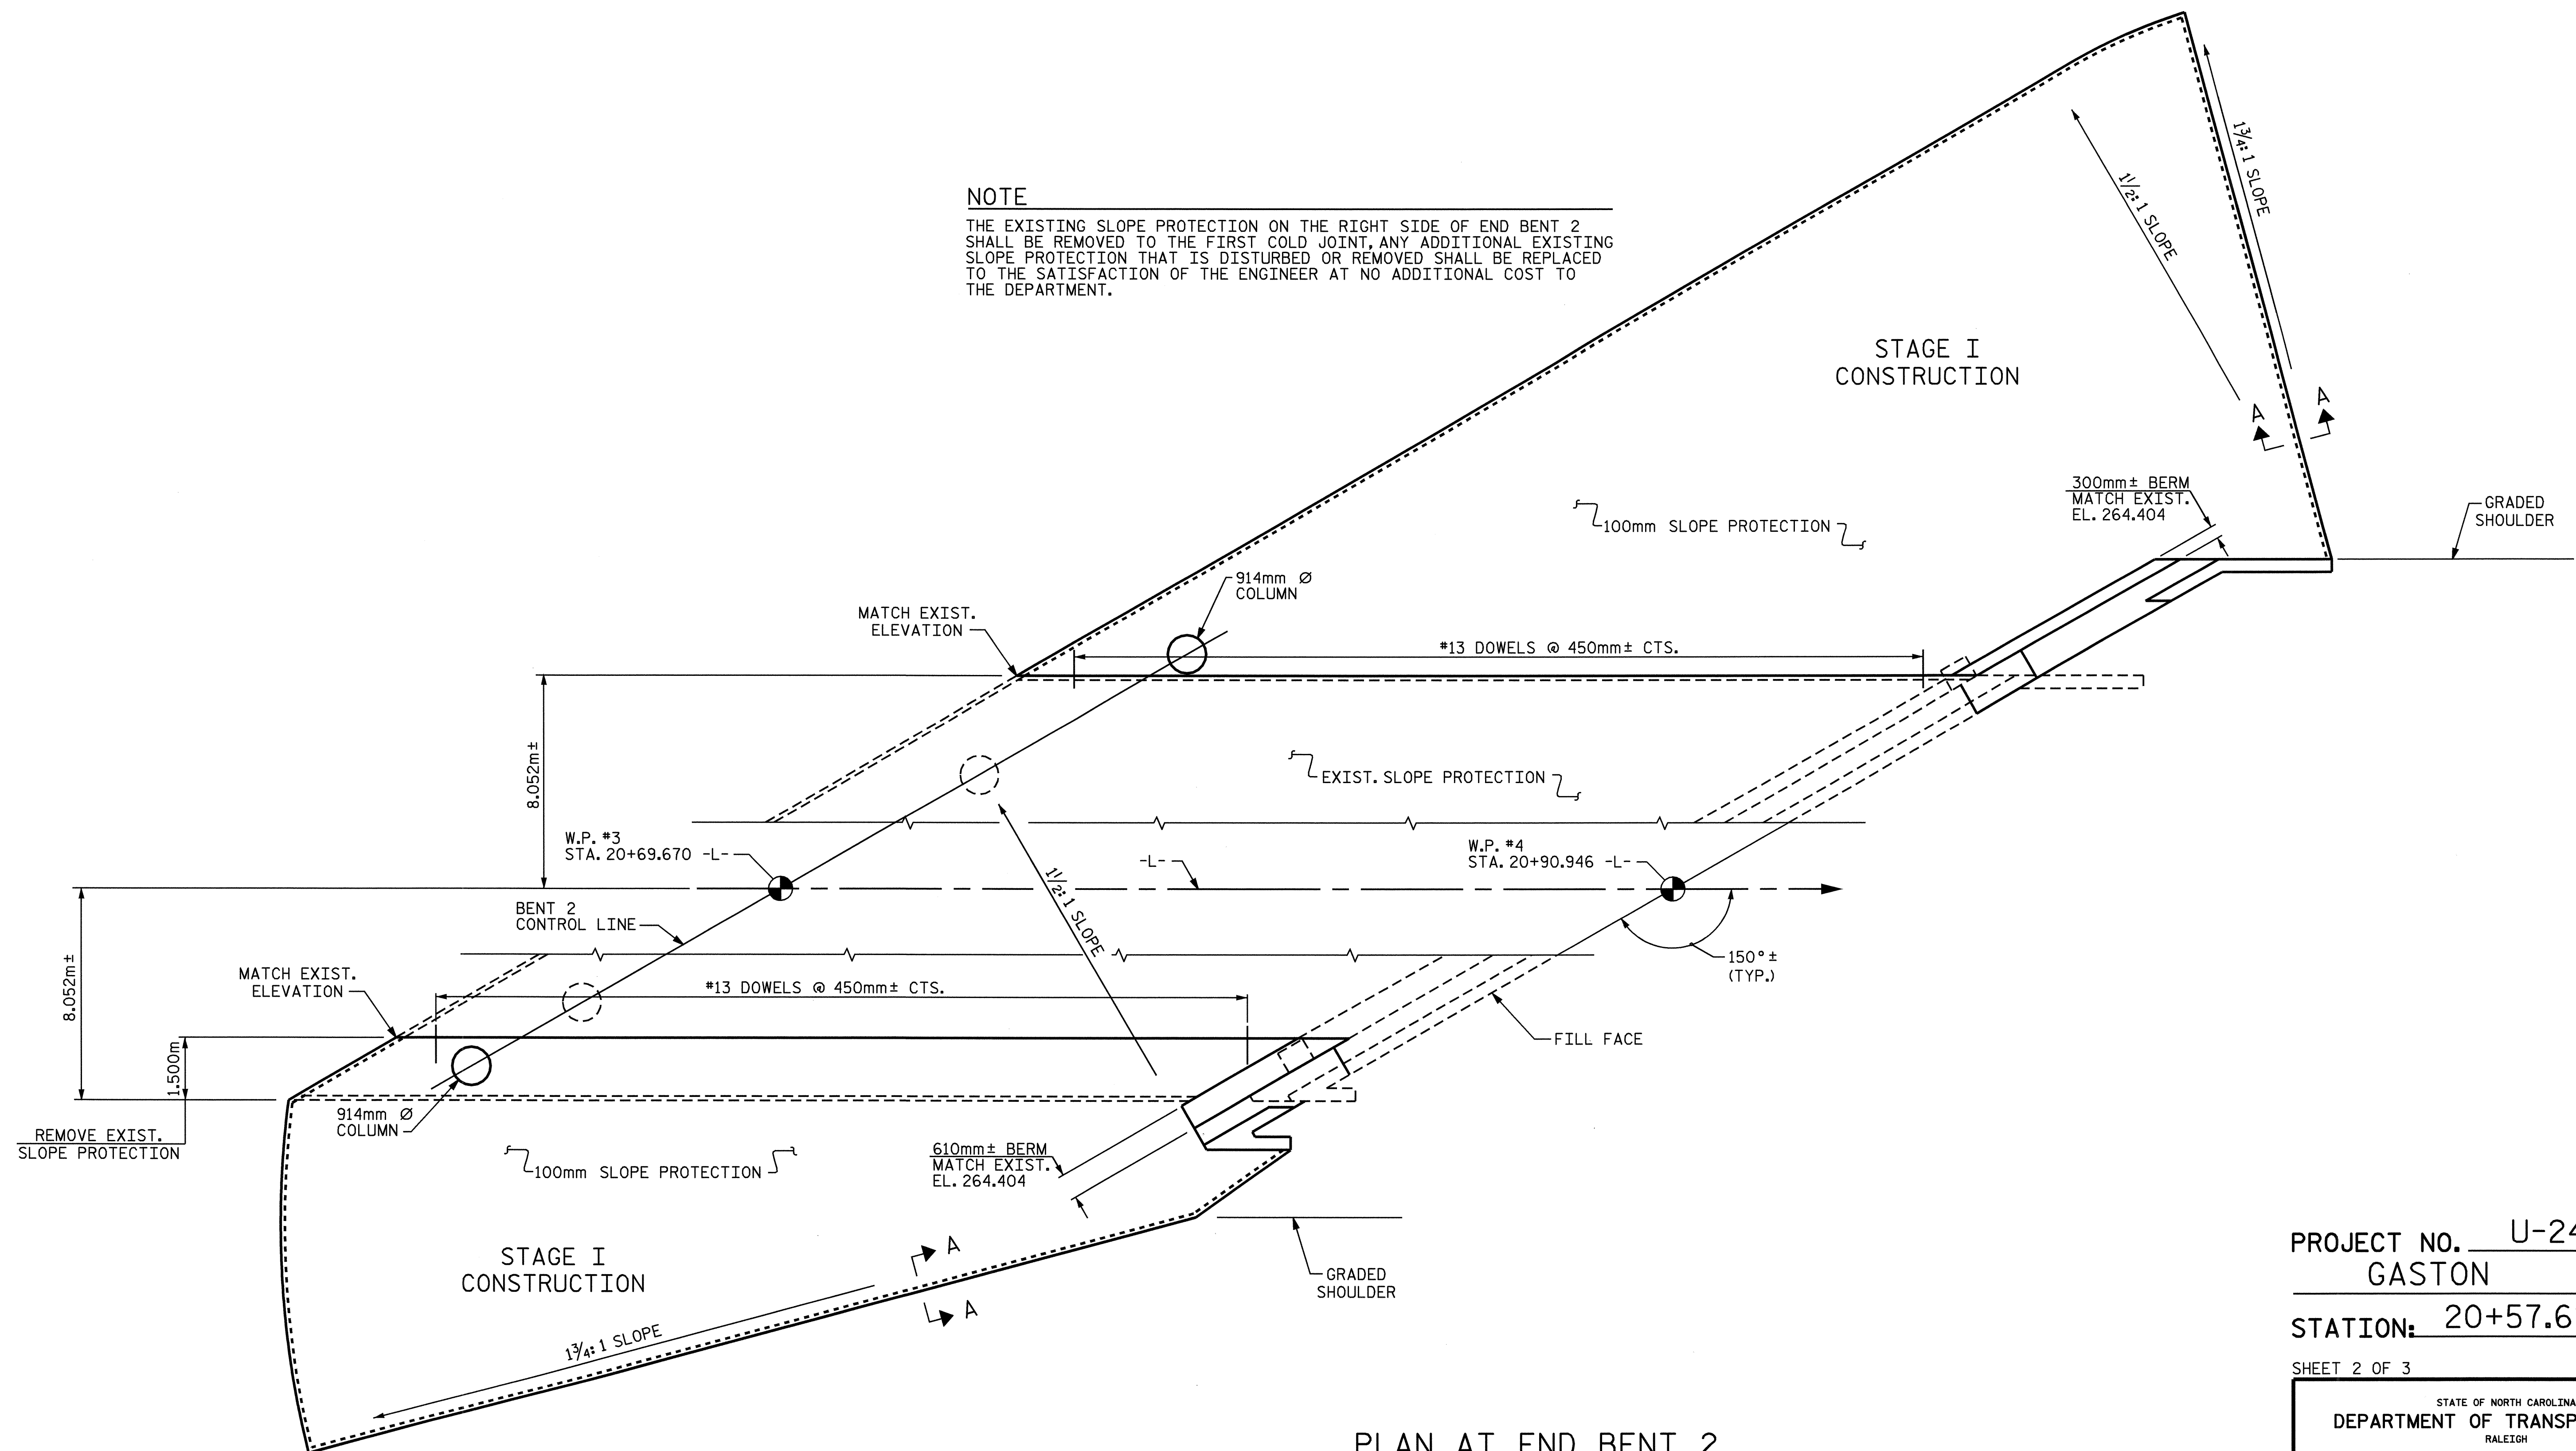 NOTE
THE EXISTING SLOPE PROTECTION ON THE RIGHT SIDE OF END BENT 2
SHALL BE REMOVED TO THE FIRST COLD JOINT, ANY ADDITIONAL EXISTING
SLOPE PROTECTION THAT IS DISTURBED OR REMOVED SHALL BE REPLACED
TO THE SATISFACTION OF THE ENGINEER AT NO ADDITIONAL COST TO
THE DEPARTMENT.
1¾:1 SLOPE
1½:1 SLOPE
STAGE I
CONSTRUCTION
A
A
300mm± BERM
MATCH EXIST.
EL. 264.404
GRADED
SHOULDER
100mm SLOPE PROTECTION
914mm Ø
COLUMN
MATCH EXIST.
ELEVATION
#13 DOWELS @ 450mm± CTS.
8.052m±
EXIST. SLOPE PROTECTION
W.P. #3
STA. 20+69.670 -L-
-L-
W.P. #4
STA. 20+90.946 -L-
1½:1 SLOPE
BENT 2
CONTROL LINE
150°±
(TYP.)
8.052m±
MATCH EXIST.
ELEVATION
#13 DOWELS @ 450mm± CTS.
FILL FACE
1.500m
914mm Ø
COLUMN
REMOVE EXIST.
SLOPE PROTECTION
100mm SLOPE PROTECTION
610mm± BERM
MATCH EXIST.
EL. 264.404
STAGE I
CONSTRUCTION
A
A
GRADED
SHOULDER
1¾:1 SLOPE
PLAN AT END BENT 2
PROJECT NO. U-24
GASTON
STATION: 20+57.6
SHEET 2 OF 3
STATE OF NORTH CAROLINA
DEPARTMENT OF TRANSP
RALEIGH